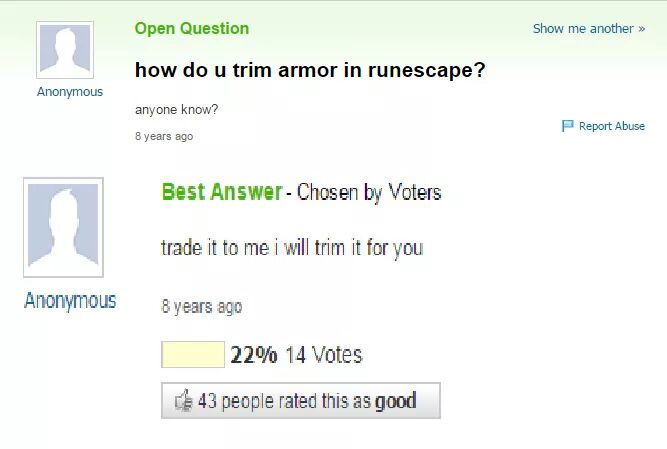 Open Question
Show me another »
how do u trim armor in runescape?
Anonymous
anyone know?
8 years ago
Report Abuse
Best Answer - Chosen by Voters
trade it to me i will trim it for you
Anonymous
8 years ago
22% 14 Votes
43 people rated this as good